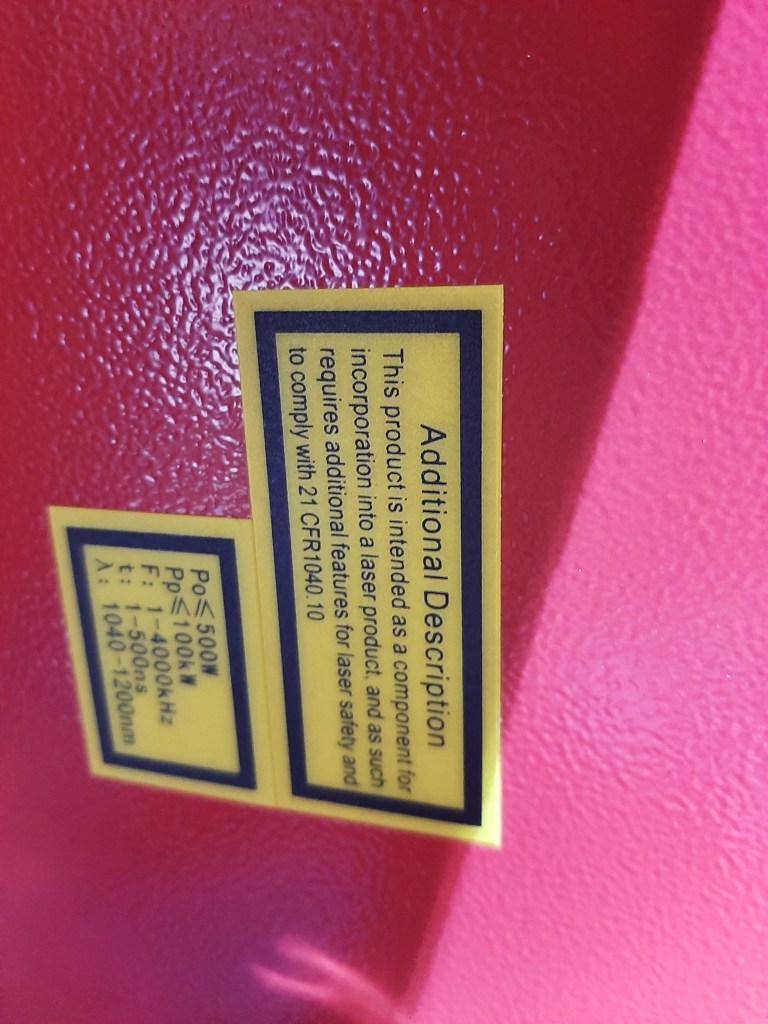 Additional Description
This product is intended as a component for
incorporation into a laser product, and as such
requires additional features for laser safety and
to comply with 21 CFR1040.10
Po≤500W
Pp≤100kW
F: 1-4000kHz
t: 1-500ns
λ: 1040-1200nm